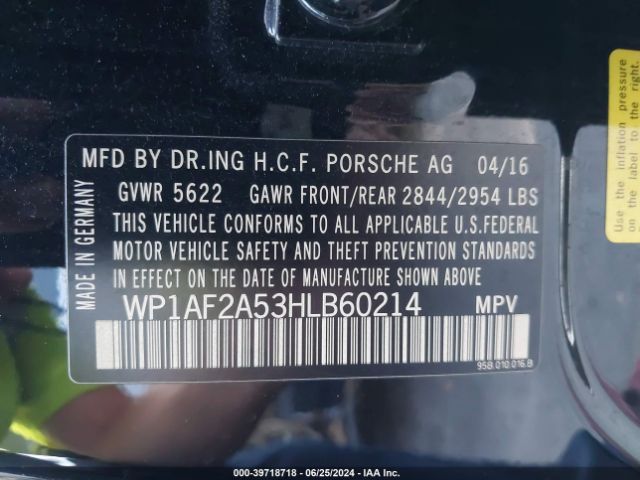 MFD BY DR.ING H.C.F. PORSCHE AG 04/16
GVWR 5622 GAWR FRONT/REAR 2844/2954 LBS
THIS VEHICLE CONFORMS TO ALL APPLICABLE U.S.FEDERAL
MOTOR VEHICLE SAFETY AND THEFT PREVENTION STANDARDS
IN EFFECT ON THE DATE OF MANUFACTURE SHOWN ABOVE
WP1AF2A53HLB60214 MPV
95B.010.016.B
MADE IN GERMANY
Use the inflation pressure
on the label to the right.
000-39718718 - 06/25/2024 - IAA Inc.